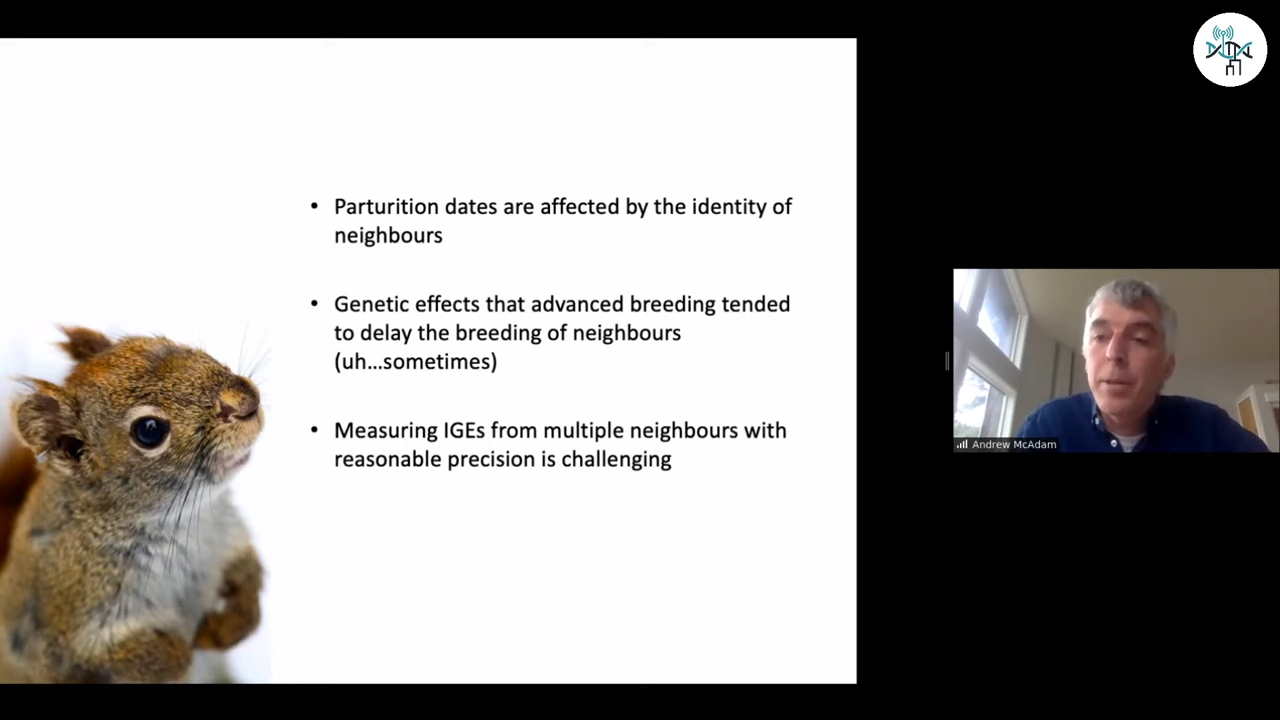 • Parturition dates are affected by the identity of
neighbours
• Genetic effects that advanced breeding tended
to delay the breeding of neighbours
(uh...sometimes)
• Measuring IGEs from multiple neighbours with
reasonable precision is challenging
Andrew McAdam